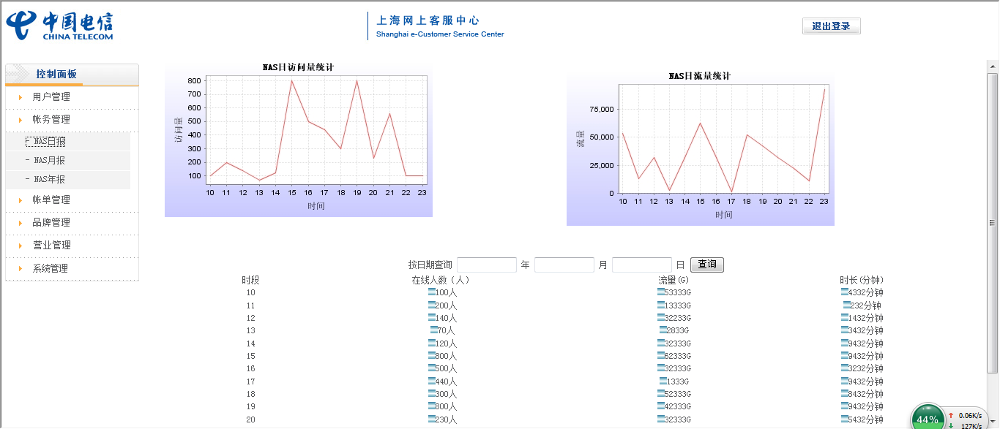 中国电信
CHINA TELECOM
上海网上客服中心
Shanghai e-Customer Service Center
退出登录
控制面板
用户管理
帐务管理
- NAS日报
- NAS月报
- NAS年报
帐单管理
品牌管理
营业管理
系统管理
NAS日访问量统计
访问量
800
700
600
500
400
300
200
100
10 11 12 13 14 15 16 17 18 19 20 21 22 23
时间
NAS日流量统计
流量
75,000
50,000
25,000
0
10 11 12 13 14 15 16 17 18 19 20 21 22 23
时间
按日期查询 年 月 日 查询
时段 在线人数（人） 流量(G) 时长(分钟)
10 100人 53333G 4332分钟
11 200人 13333G 232分钟
12 140人 32233G 1432分钟
13 70人 2833G 3432分钟
14 120人 32333G 9432分钟
15 800人 62333G 9432分钟
16 500人 32333G 3232分钟
17 440人 1333G 9432分钟
18 300人 52333G 8432分钟
19 800人 42333G 9432分钟
20 230人 32333G 5432分钟
44%
0.06K/s
127K/s